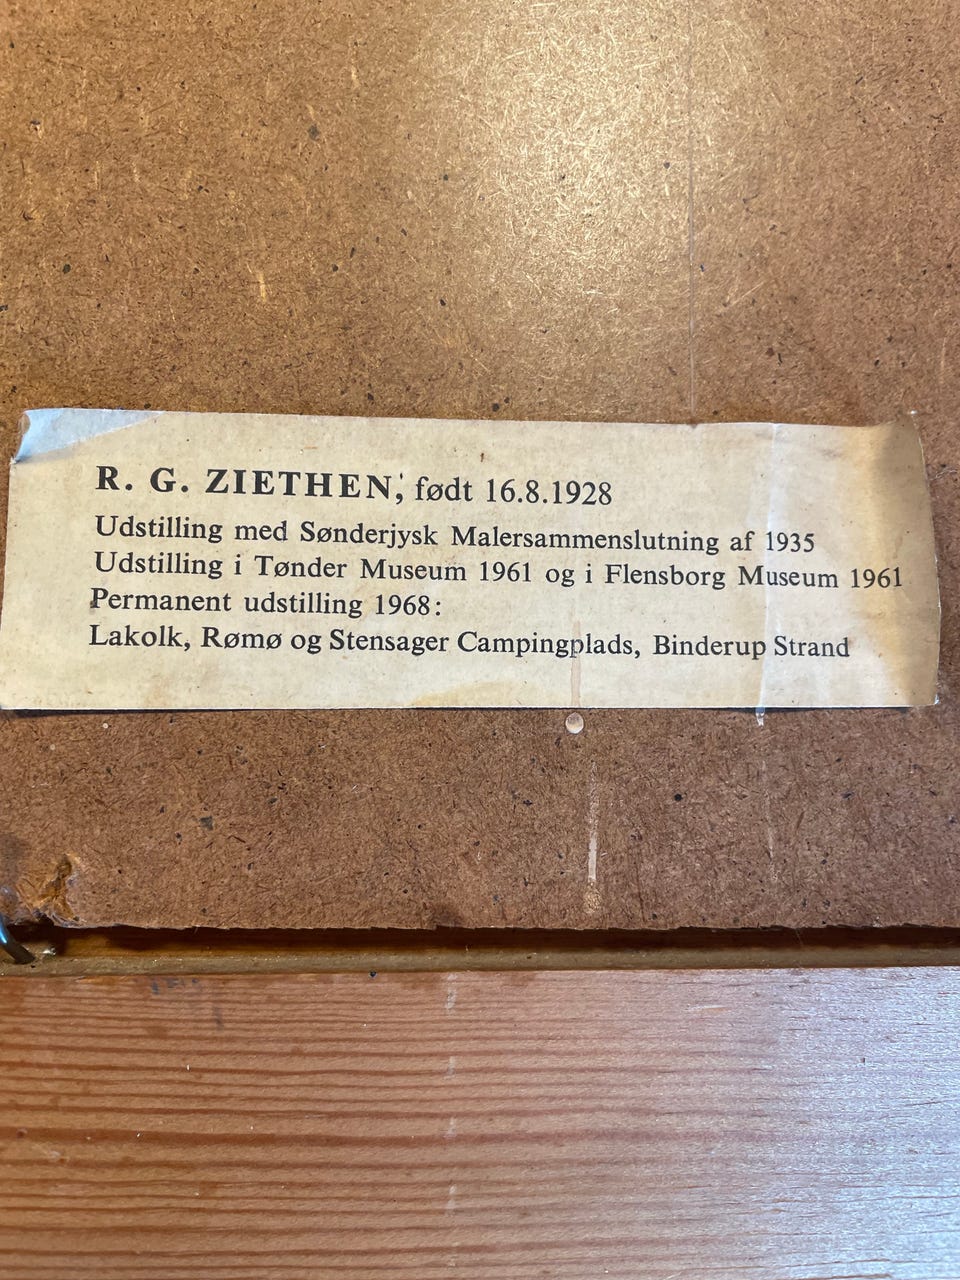 R. G. ZIETHEN, født 16.8.1928
Udstilling med Sønderjysk Malersammenslutning af 1935
Udstilling i Tønder Museum 1961 og i Flensborg Museum 1961
Permanent udstilling 1968:
Lakolk, Rømø og Stensager Campingplads, Binderup Strand